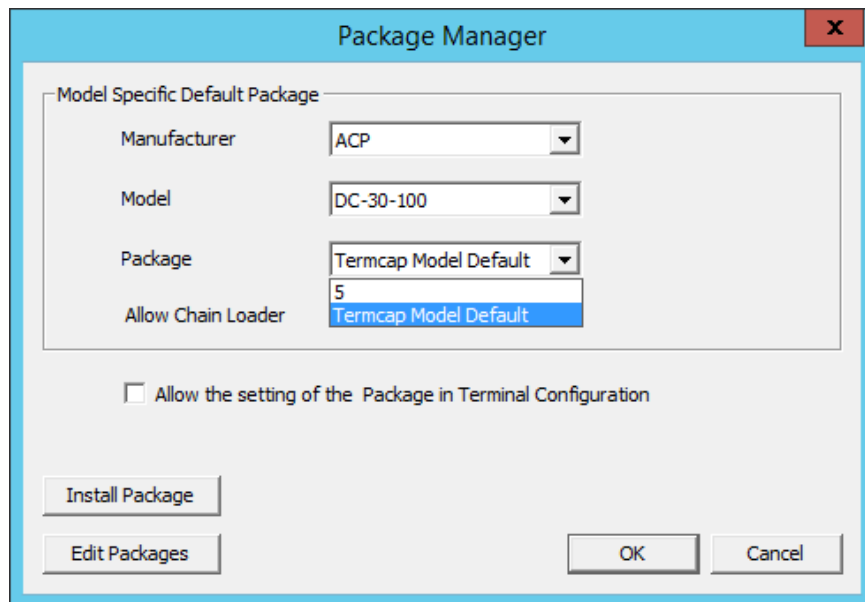 Package Manager
x
Model Specific Default Package
Manufacturer
ACP
Model
DC-30-100
Package
Termcap Model Default
5
Allow Chain Loader
Termcap Model Default
Allow the setting of the Package in Terminal Configuration
Install Package
Edit Packages
OK
Cancel